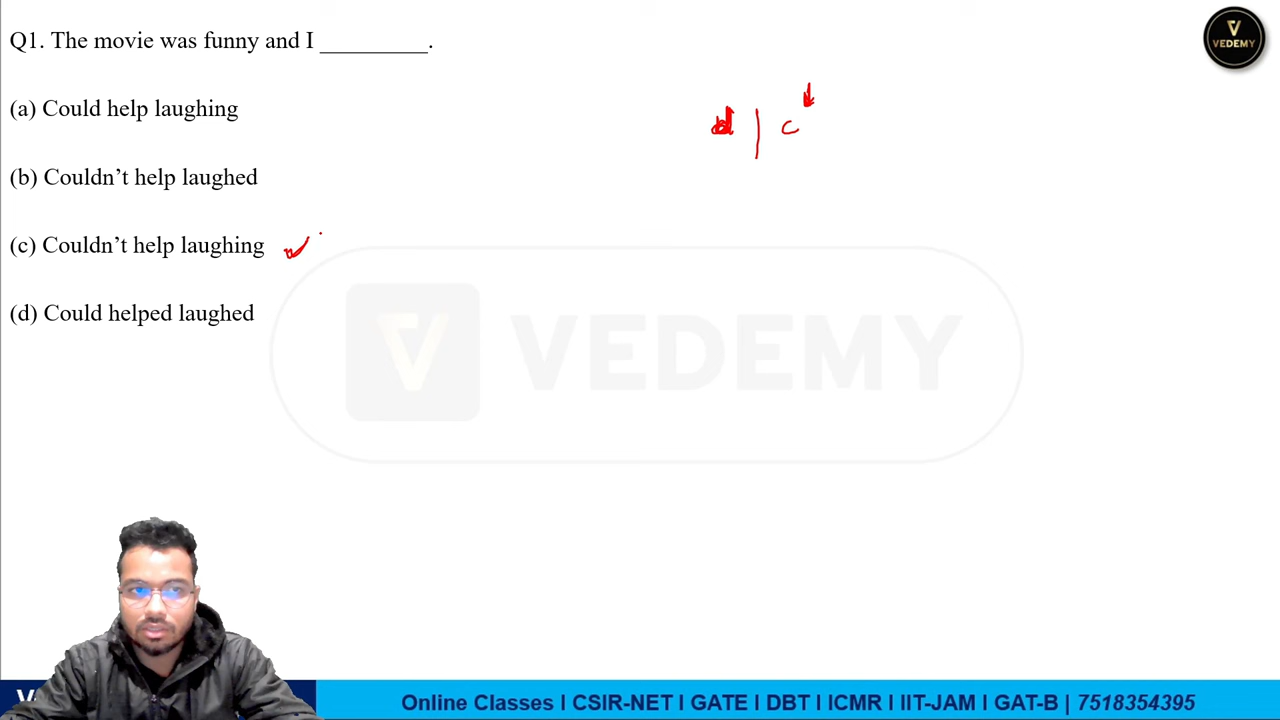 Q1. The movie was funny and I _________.
VEDEMY
(a) Could help laughing
d | c
(b) Couldn’t help laughed
(c) Couldn’t help laughing
(d) Could helped laughed
VEDEMY
Online Classes I CSIR-NET I GATE I DBT I ICMR I IIT-JAM I GAT-B | 7518354395